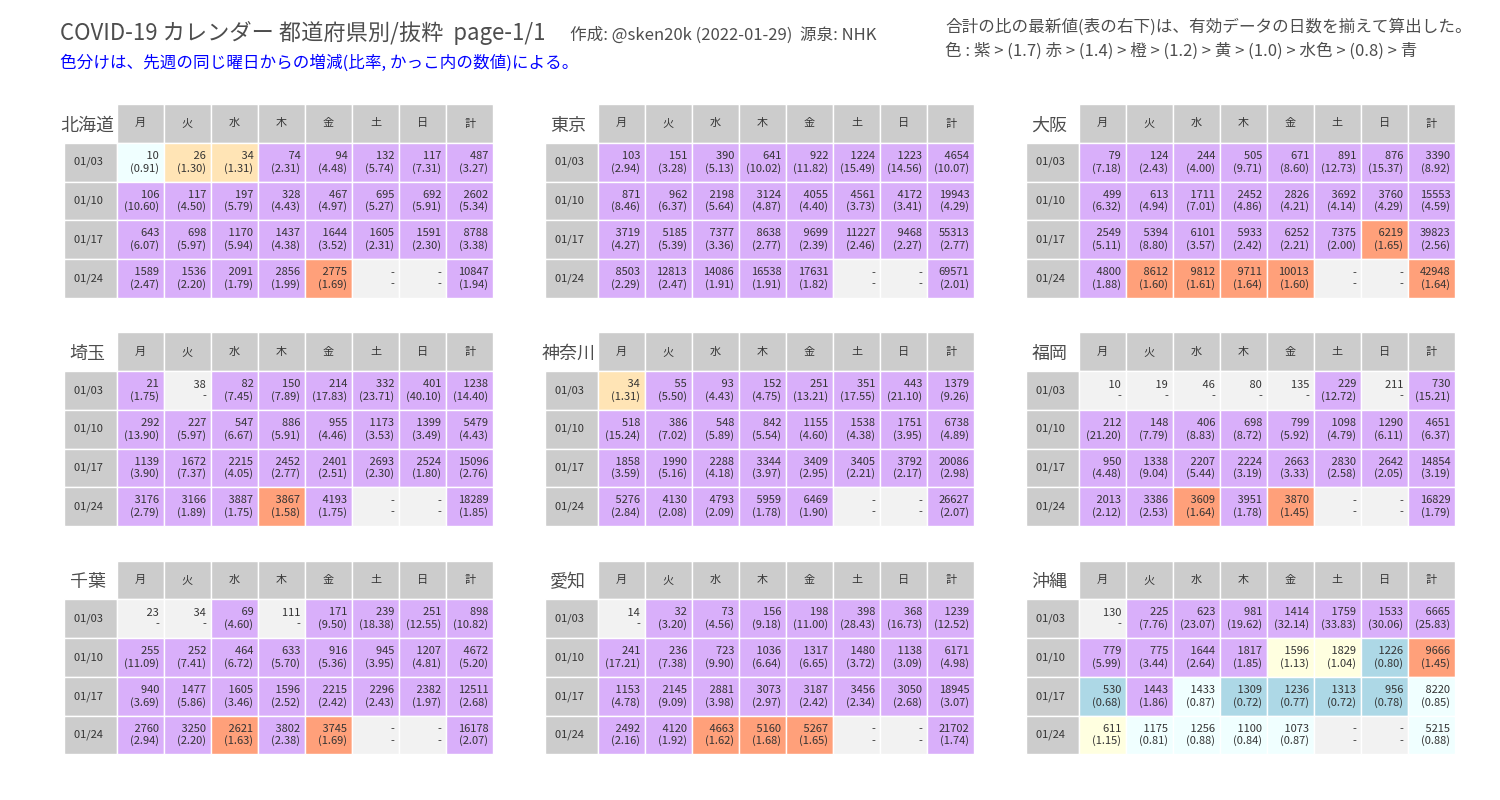 COVID-19 カレンダー 都道府県別/抜粋 page-1/1 作成: @sken20k (2022-01-29) 源泉: NHK
色分けは、先週の同じ曜日からの増減(比率, かっこ内の数値)による。
合計の比の最新値(表の右下)は、有効データの日数を揃えて算出した。
色 : 紫 > (1.7) 赤 > (1.4) 橙 > (1.2) 黄 > (1.0) > 水色 > (0.8) > 青
北海道 月 火 水 木 金 土 日 計
01/03 10 26 34 74 94 132 117 487
(0.91) (1.30) (1.31) (2.31) (4.48) (5.74) (7.31) (3.27)
01/10 106 117 197 328 467 695 692 2602
(10.60) (4.50) (5.79) (4.43) (4.97) (5.27) (5.91) (5.34)
01/17 643 698 1170 1437 1644 1605 1591 8788
(6.07) (5.97) (5.94) (4.38) (3.52) (2.31) (2.30) (3.38)
01/24 1589 1536 2091 2856 2775 - - 10847
(2.47) (2.20) (1.79) (1.99) (1.69) - - (1.94)
東京 月 火 水 木 金 土 日 計
01/03 103 151 390 641 922 1224 1223 4654
(2.94) (3.28) (5.13) (10.02) (11.82) (15.49) (14.56) (10.07)
01/10 871 962 2198 3124 4055 4561 4172 19943
(8.46) (6.37) (5.64) (4.87) (4.40) (3.73) (3.41) (4.29)
01/17 3719 5185 7377 8638 9699 11227 9468 55313
(4.27) (5.39) (3.36) (2.77) (2.39) (2.46) (2.27) (2.77)
01/24 8503 12813 14086 16538 17631 - - 69571
(2.29) (2.47) (1.91) (1.91) (1.82) - - (2.01)
大阪 月 火 水 木 金 土 日 計
01/03 79 124 244 505 671 891 876 3390
(7.18) (2.43) (4.00) (9.71) (8.60) (12.73) (15.37) (8.92)
01/10 499 613 1711 2452 2826 3692 3760 15553
(6.32) (4.94) (7.01) (4.86) (4.21) (4.14) (4.29) (4.59)
01/17 2549 5394 6101 5933 6252 7375 6219 39823
(5.11) (8.80) (3.57) (2.42) (2.21) (2.00) (1.65) (2.56)
01/24 4800 8612 9812 9711 10013 - - 42948
(1.88) (1.60) (1.61) (1.64) (1.60) - - (1.64)
埼玉 月 火 水 木 金 土 日 計
01/03 21 38 82 150 214 332 401 1238
(1.75) - (7.45) (7.89) (17.83) (23.71) (40.10) (14.40)
01/10 292 227 547 886 955 1173 1399 5479
(13.90) (5.97) (6.67) (5.91) (4.46) (3.53) (3.49) (4.43)
01/17 1139 1672 2215 2452 2401 2693 2524 15096
(3.90) (7.37) (4.05) (2.77) (2.51) (2.30) (1.80) (2.76)
01/24 3176 3166 3887 3867 4193 - - 18289
(2.79) (1.89) (1.75) (1.58) (1.75) - - (1.85)
神奈川 月 火 水 木 金 土 日 計
01/03 34 55 93 152 251 351 443 1379
(1.31) (5.50) (4.43) (4.75) (13.21) (17.55) (21.10) (9.26)
01/10 518 386 548 842 1155 1538 1751 6738
(15.24) (7.02) (5.89) (5.54) (4.60) (4.38) (3.95) (4.89)
01/17 1858 1990 2288 3344 3409 3405 3792 20086
(3.59) (5.16) (4.18) (3.97) (2.95) (2.21) (2.17) (2.98)
01/24 5276 4130 4793 5959 6469 - - 26627
(2.84) (2.08) (2.09) (1.78) (1.90) - - (2.07)
福岡 月 火 水 木 金 土 日 計
01/03 10 19 46 80 135 229 211 730
- - - - - (12.72) - (15.21)
01/10 212 148 406 698 799 1098 1290 4651
(21.20) (7.79) (8.83) (8.72) (5.92) (4.79) (6.11) (6.37)
01/17 950 1338 2207 2224 2663 2830 2642 14854
(4.48) (9.04) (5.44) (3.19) (3.33) (2.58) (2.05) (3.19)
01/24 2013 3386 3609 3951 3870 - - 16829
(2.12) (2.53) (1.64) (1.78) (1.45) - - (1.79)
千葉 月 火 水 木 金 土 日 計
01/03 23 34 69 111 171 239 251 898
- - (4.60) - (9.50) (18.38) (12.55) (10.82)
01/10 255 252 464 633 916 945 1207 4672
(11.09) (7.41) (6.72) (5.70) (5.36) (3.95) (4.81) (5.20)
01/17 940 1477 1605 1596 2215 2296 2382 12511
(3.69) (5.86) (3.46) (2.52) (2.42) (2.43) (1.97) (2.68)
01/24 2760 3250 2621 3802 3745 - - 16178
(2.94) (2.20) (1.63) (2.38) (1.69) - - (2.07)
愛知 月 火 水 木 金 土 日 計
01/03 14 32 73 156 198 398 368 1239
- (3.20) (4.56) (9.18) (11.00) (28.43) (16.73) (12.52)
01/10 241 236 723 1036 1317 1480 1138 6171
(17.21) (7.38) (9.90) (6.64) (6.65) (3.72) (3.09) (4.98)
01/17 1153 2145 2881 3073 3187 3456 3050 18945
(4.78) (9.09) (3.98) (2.97) (2.42) (2.34) (2.68) (3.07)
01/24 2492 4120 4663 5160 5267 - - 21702
(2.16) (1.92) (1.62) (1.68) (1.65) - - (1.74)
沖縄 月 火 水 木 金 土 日 計
01/03 130 225 623 981 1414 1759 1533 6665
- (7.76) (23.07) (19.62) (32.14) (33.83) (30.06) (25.83)
01/10 779 775 1644 1817 1596 1829 1226 9666
(5.99) (3.44) (2.64) (1.85) (1.13) (1.04) (0.80) (1.45)
01/17 530 1443 1433 1309 1236 1313 956 8220
(0.68) (1.86) (0.87) (0.72) (0.77) (0.72) (0.78) (0.85)
01/24 611 1175 1256 1100 1073 - - 5215
(1.15) (0.81) (0.88) (0.84) (0.87) - - (0.88)